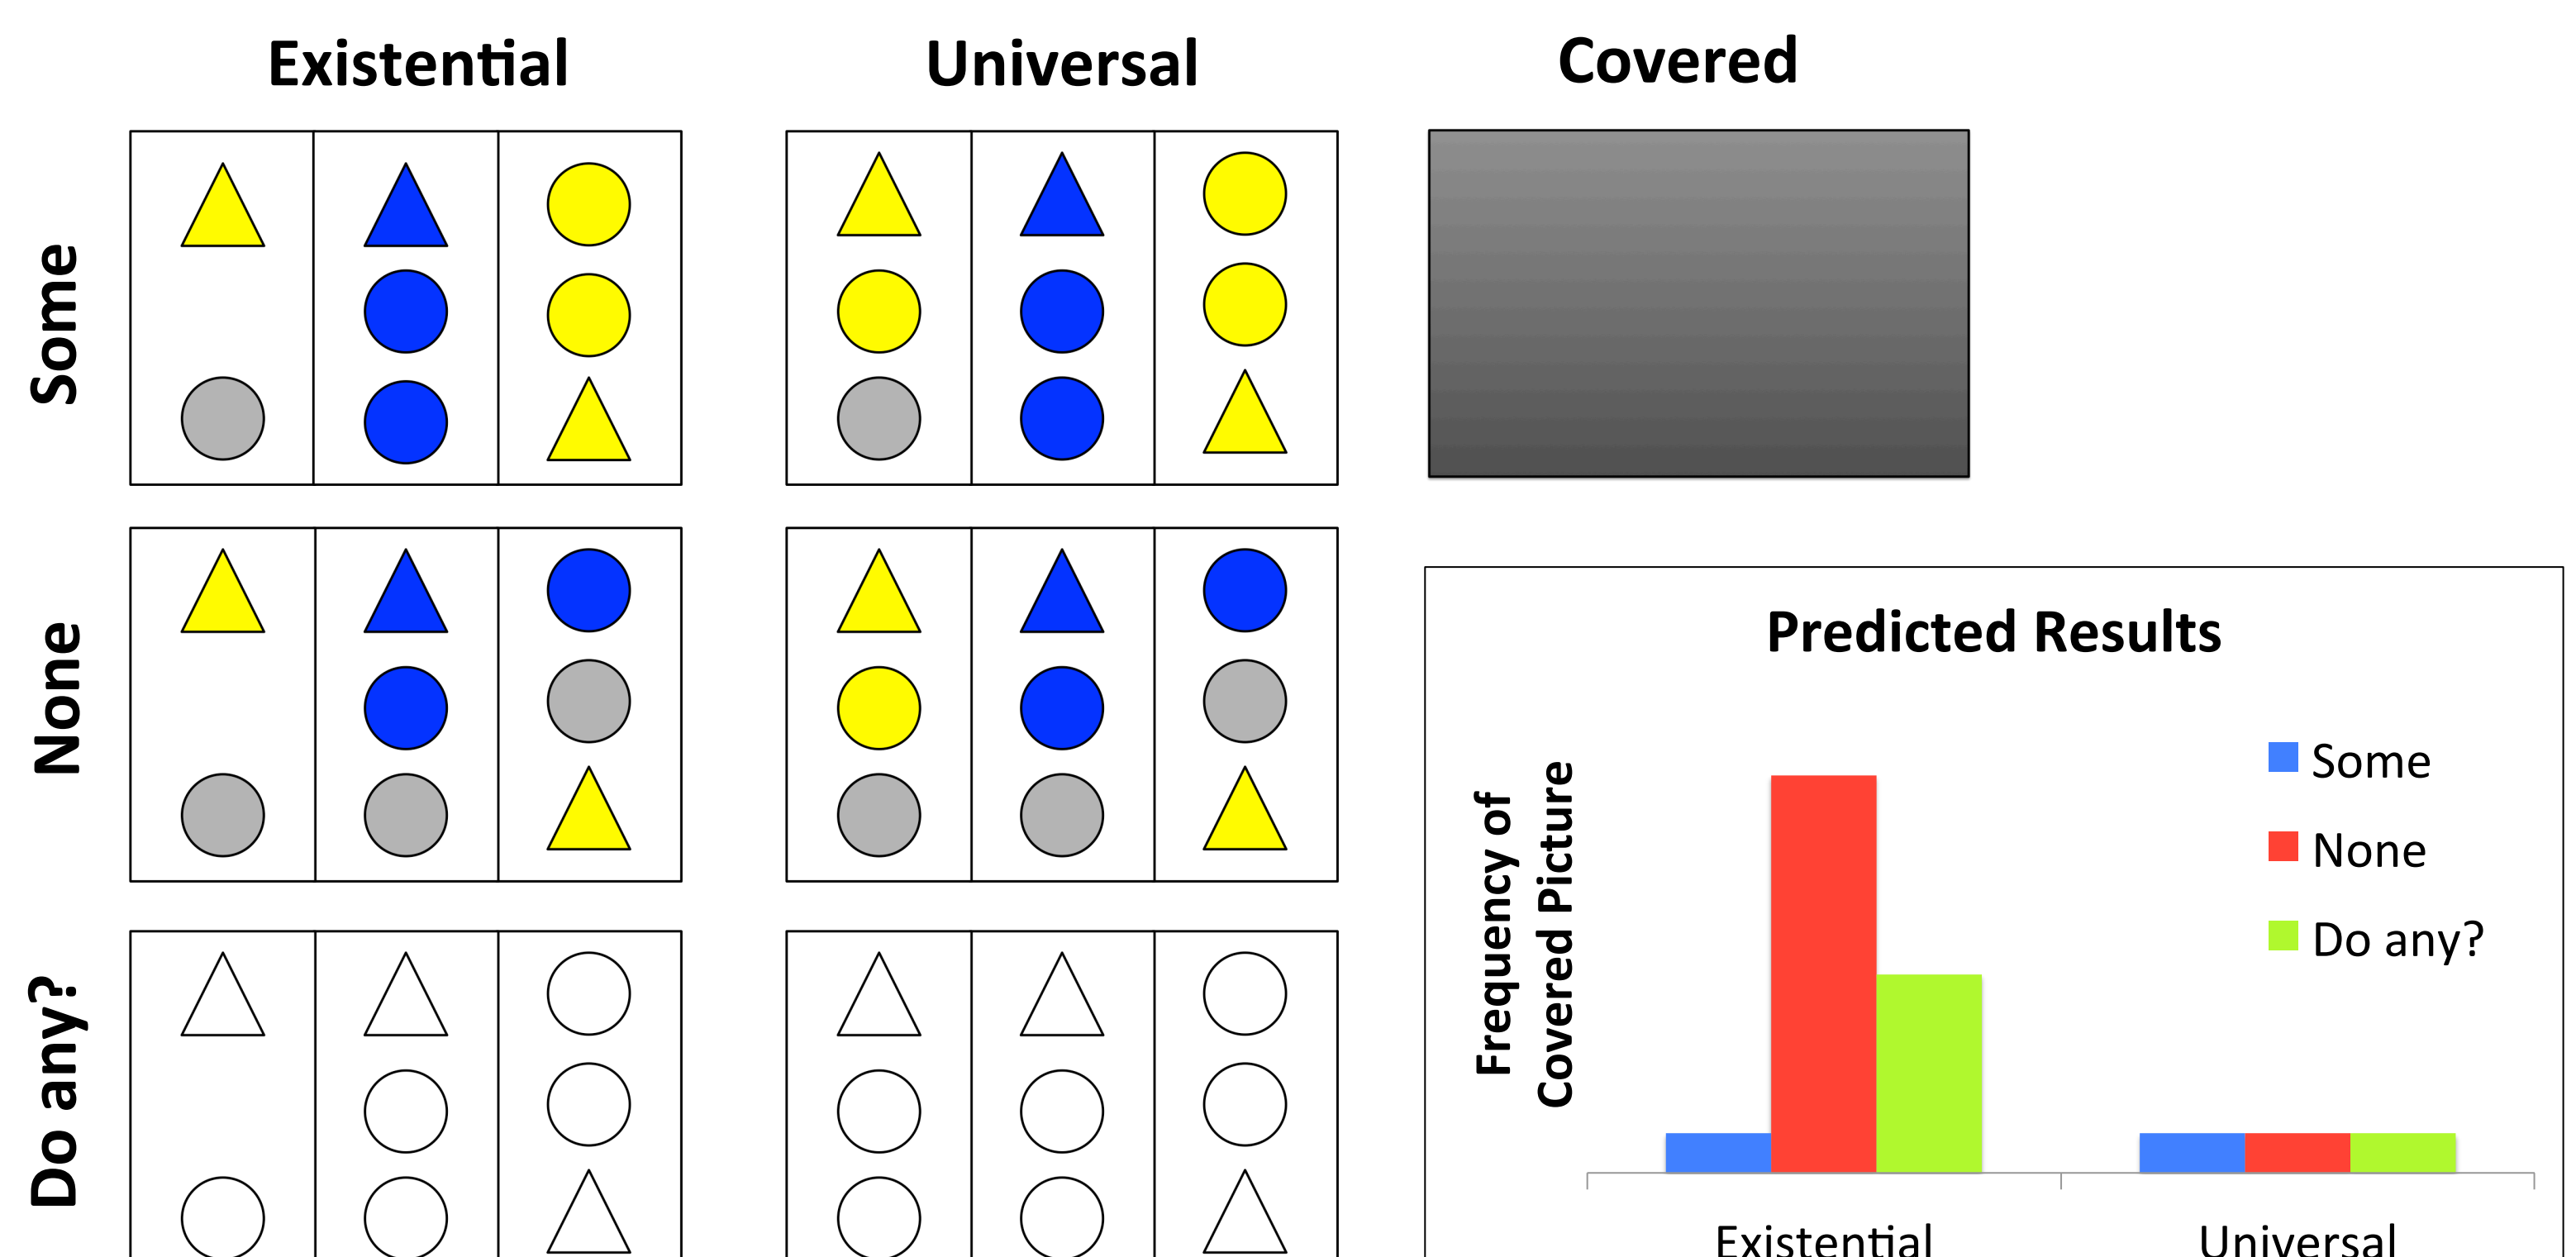 Existential
Universal
Covered
Some
None
Do any?
Predicted Results
Frequency of
Covered Picture
Some
None
Do any?
Existential
Universal